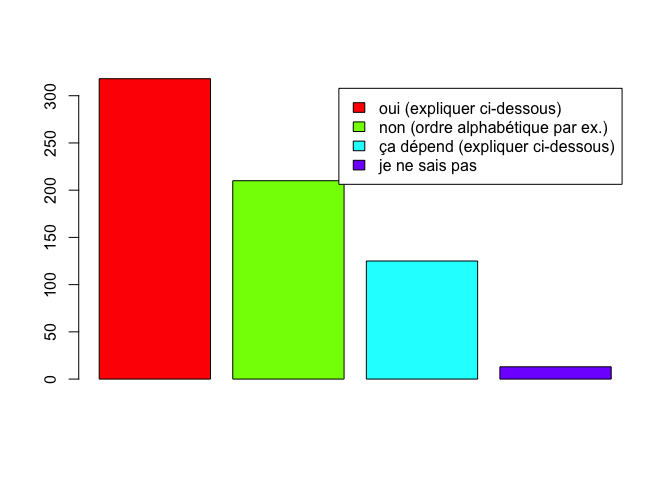 300
250
200
150
100
50
0
oui (expliquer ci-dessous)
non (ordre alphabétique par ex.)
ça dépend (expliquer ci-dessous)
je ne sais pas